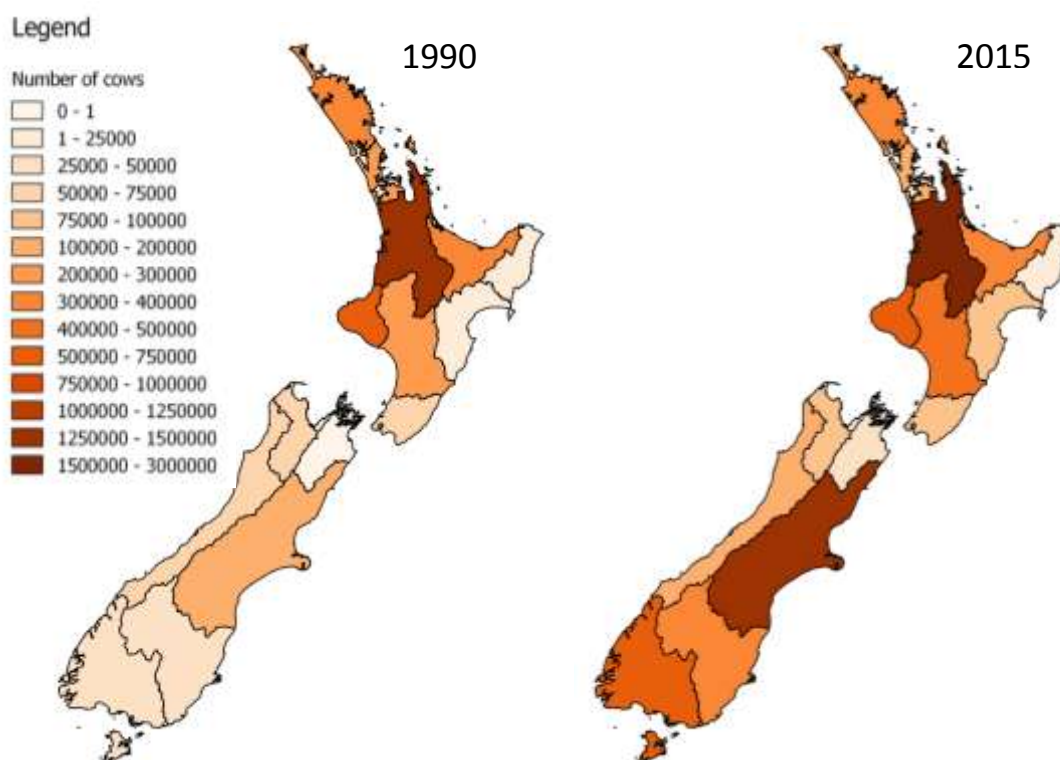 Legend
1990
2015
Number of cows
0 - 1
1 - 25000
25000 - 50000
50000 - 75000
75000 - 100000
100000 - 200000
200000 - 300000
300000 - 400000
400000 - 500000
500000 - 750000
750000 - 1000000
1000000 - 1250000
1250000 - 1500000
1500000 - 3000000